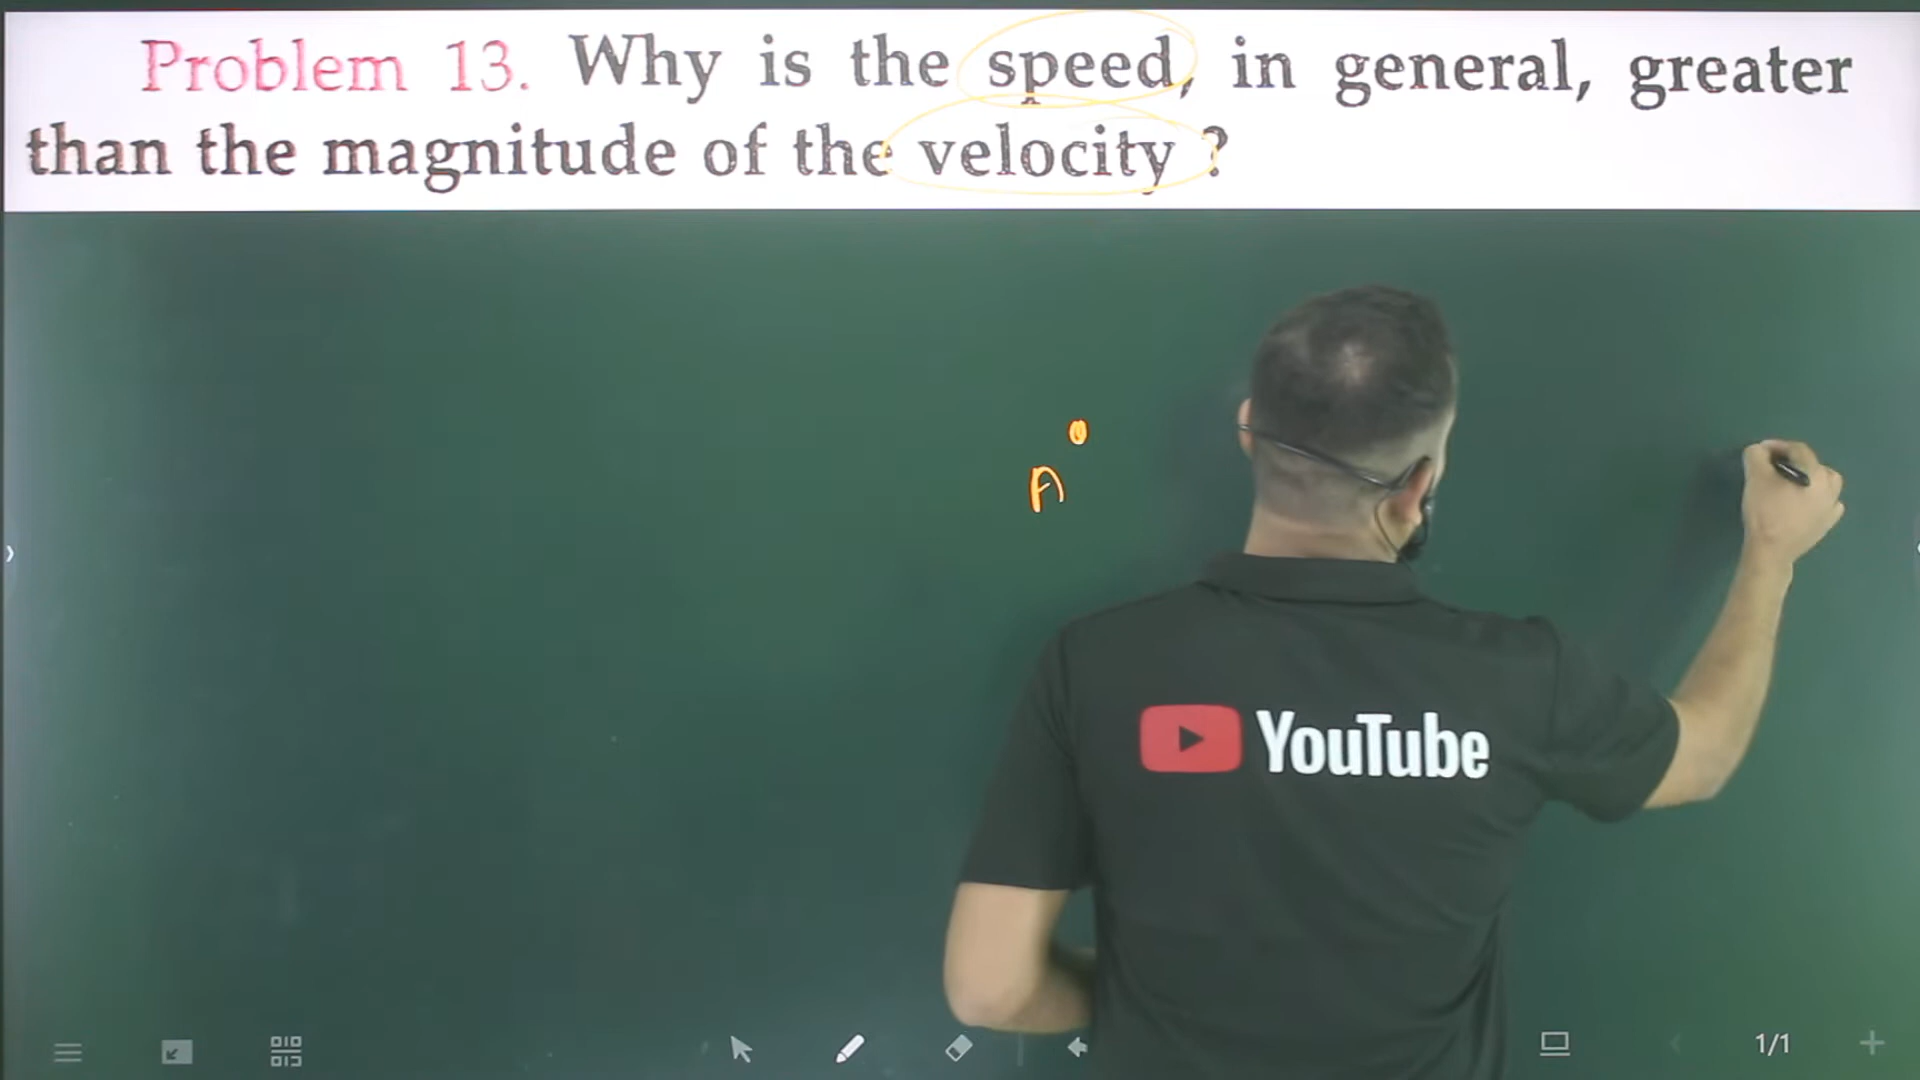 Problem 13. Why is the speed, in general, greater
than the magnitude of the velocity ?
A
YouTube
1/1